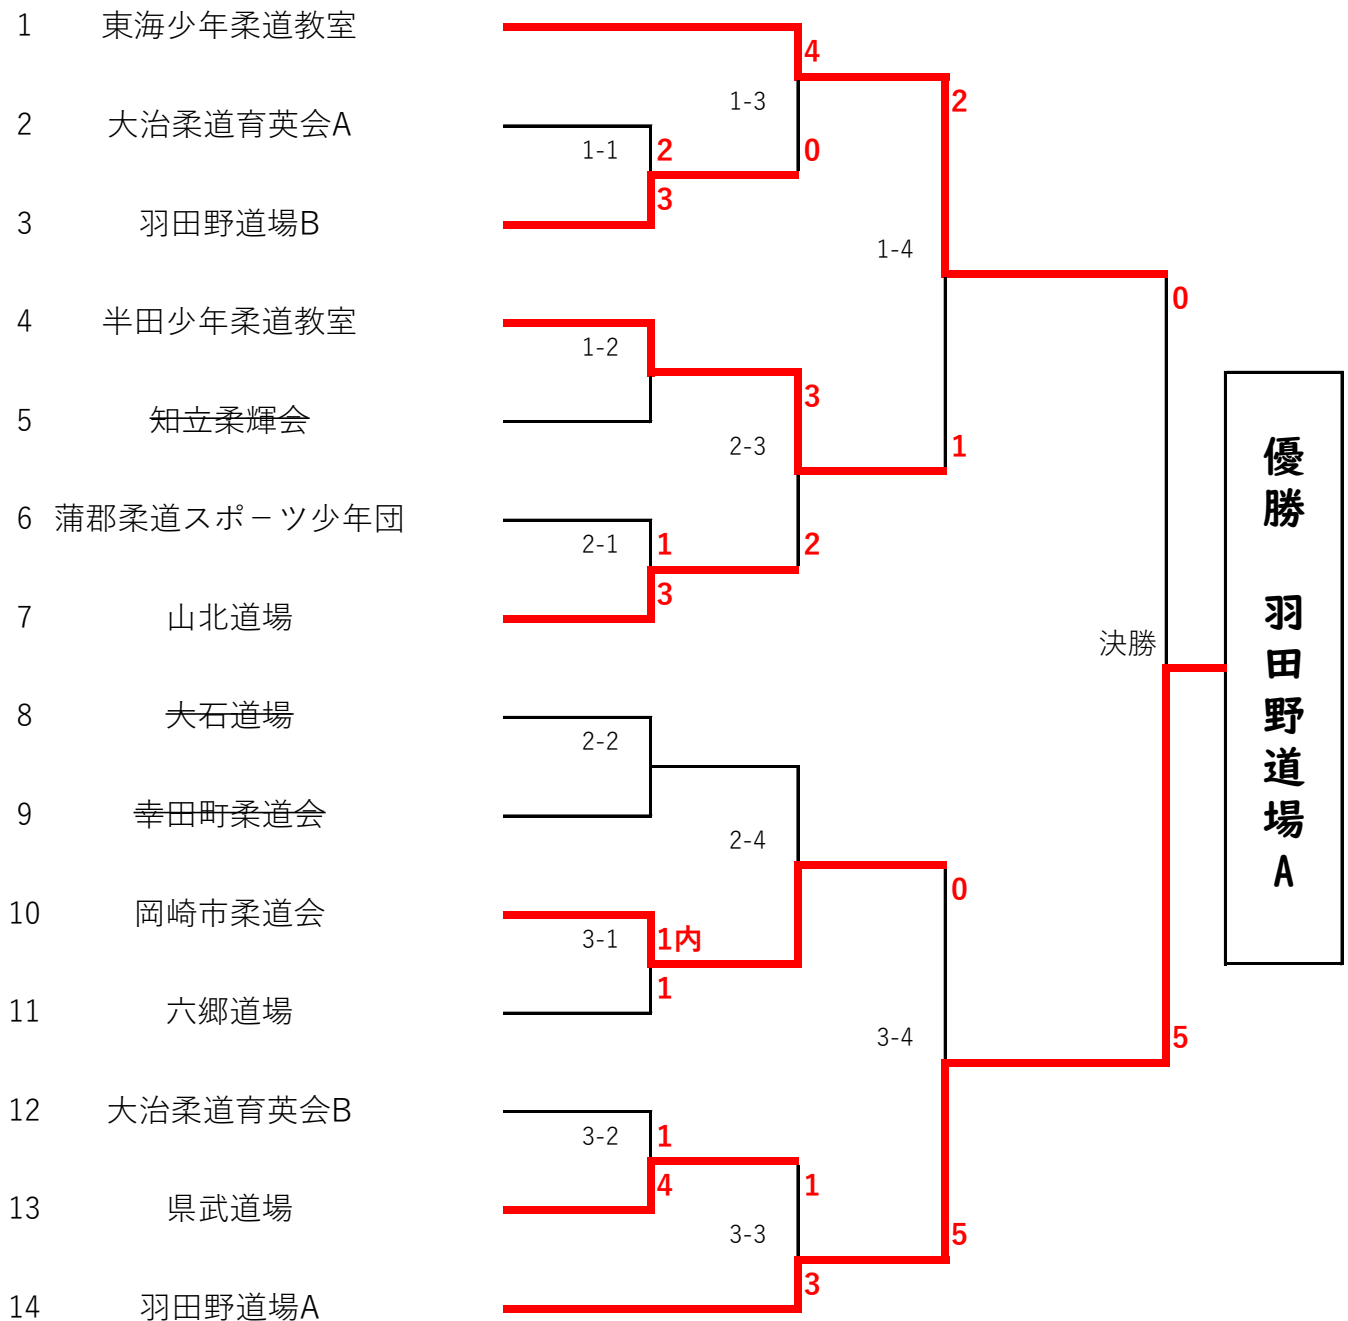 1 東海少年柔道教室
4
2
1-3
2 大治柔道育英会A
1-1
2
0
3
3 羽田野道場B
1-4
0
4 半田少年柔道教室
1-2
3
5 知立柔輝会
2-3
1
6 蒲郡柔道スポーツ少年団
2-1
1
2
3
7 山北道場
決勝
8 大石道場
2-2
9 幸田町柔道会
2-4
0
10 岡崎市柔道会
3-1
1内
1
11 六郷道場
3-4
5
12 大治柔道育英会B
3-2
1
4
1
13 県武道場
3-3
5
3
14 羽田野道場A
優勝 羽田野道場A